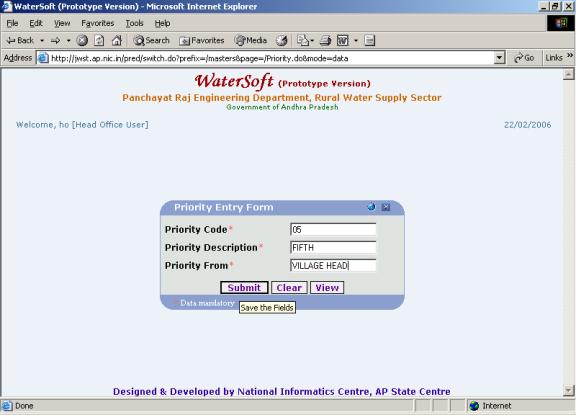 WaterSoft (Prototype Version) - Microsoft Internet Explorer
File Edit View Favorites Tools Help
Back Search Favorites Media
Address http://jwst.ap.nic.in/pred/switch.do?prefix=/masters&page=/Priority.do&mode=data Go Links »
WaterSoft (Prototype Version)
Panchayat Raj Engineering Department, Rural Water Supply Sector
Government of Andhra Pradesh
Welcome, ho [Head Office User] 22/02/2006
Priority Entry Form
Priority Code* 05
Priority Description* FIFTH
Priority From* VILLAGE HEAD
Submit Clear View
* Data mandatory
Save the Fields
Designed & Developed by National Informatics Centre, AP State Centre
Done Internet